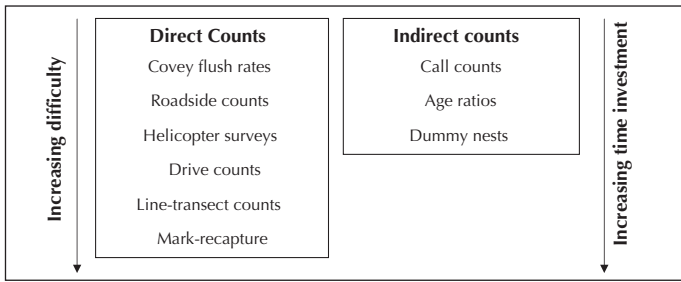 Increasing difficulty
Direct Counts
Covey flush rates
Roadside counts
Helicopter surveys
Drive counts
Line-transect counts
Mark-recapture
Indirect counts
Call counts
Age ratios
Dummy nests
Increasing time investment